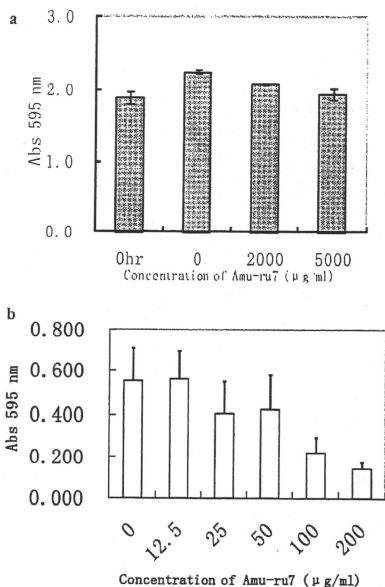 a
3.0
2.0
1.0
0.0
Abs 595 nm
0hr 0 2000 5000
Concentration of Amu-ru7 (μg/ml)
b
0.800
0.600
0.400
0.200
0.000
Abs 595 nm
0 12.5 25 50 100 200
Concentration of Amu-ru7 (μg/ml)